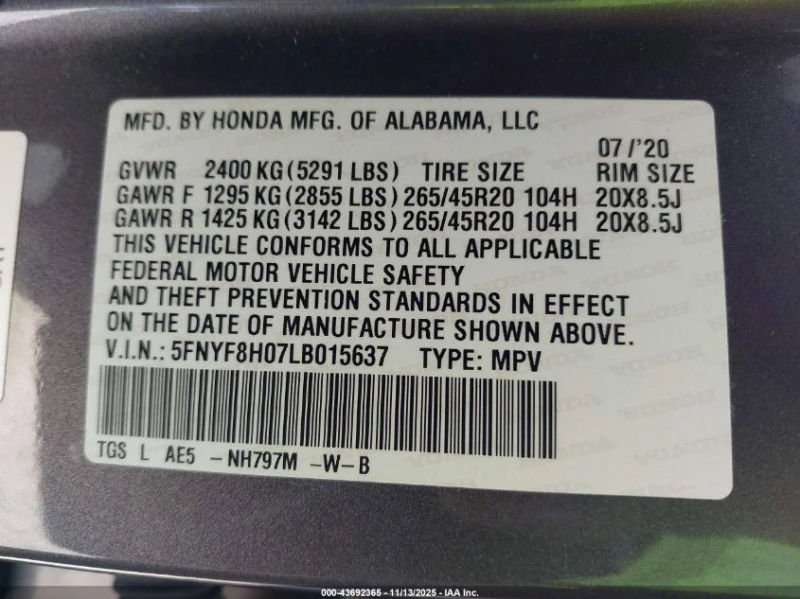 MFD. BY HONDA MFG. OF ALABAMA, LLC
07/'20
GVWR 2400 KG (5291 LBS) TIRE SIZE RIM SIZE
GAWR F 1295 KG (2855 LBS) 265/45R20 104H 20X8.5J
GAWR R 1425 KG (3142 LBS) 265/45R20 104H 20X8.5J
THIS VEHICLE CONFORMS TO ALL APPLICABLE
FEDERAL MOTOR VEHICLE SAFETY
AND THEFT PREVENTION STANDARDS IN EFFECT
ON THE DATE OF MANUFACTURE SHOWN ABOVE.
V.I.N.: 5FNYF8H07LB015637 TYPE: MPV
TGS L AE5 -NH797M -W-B
000-43692365 - 11/13/2025 - IAA Inc.